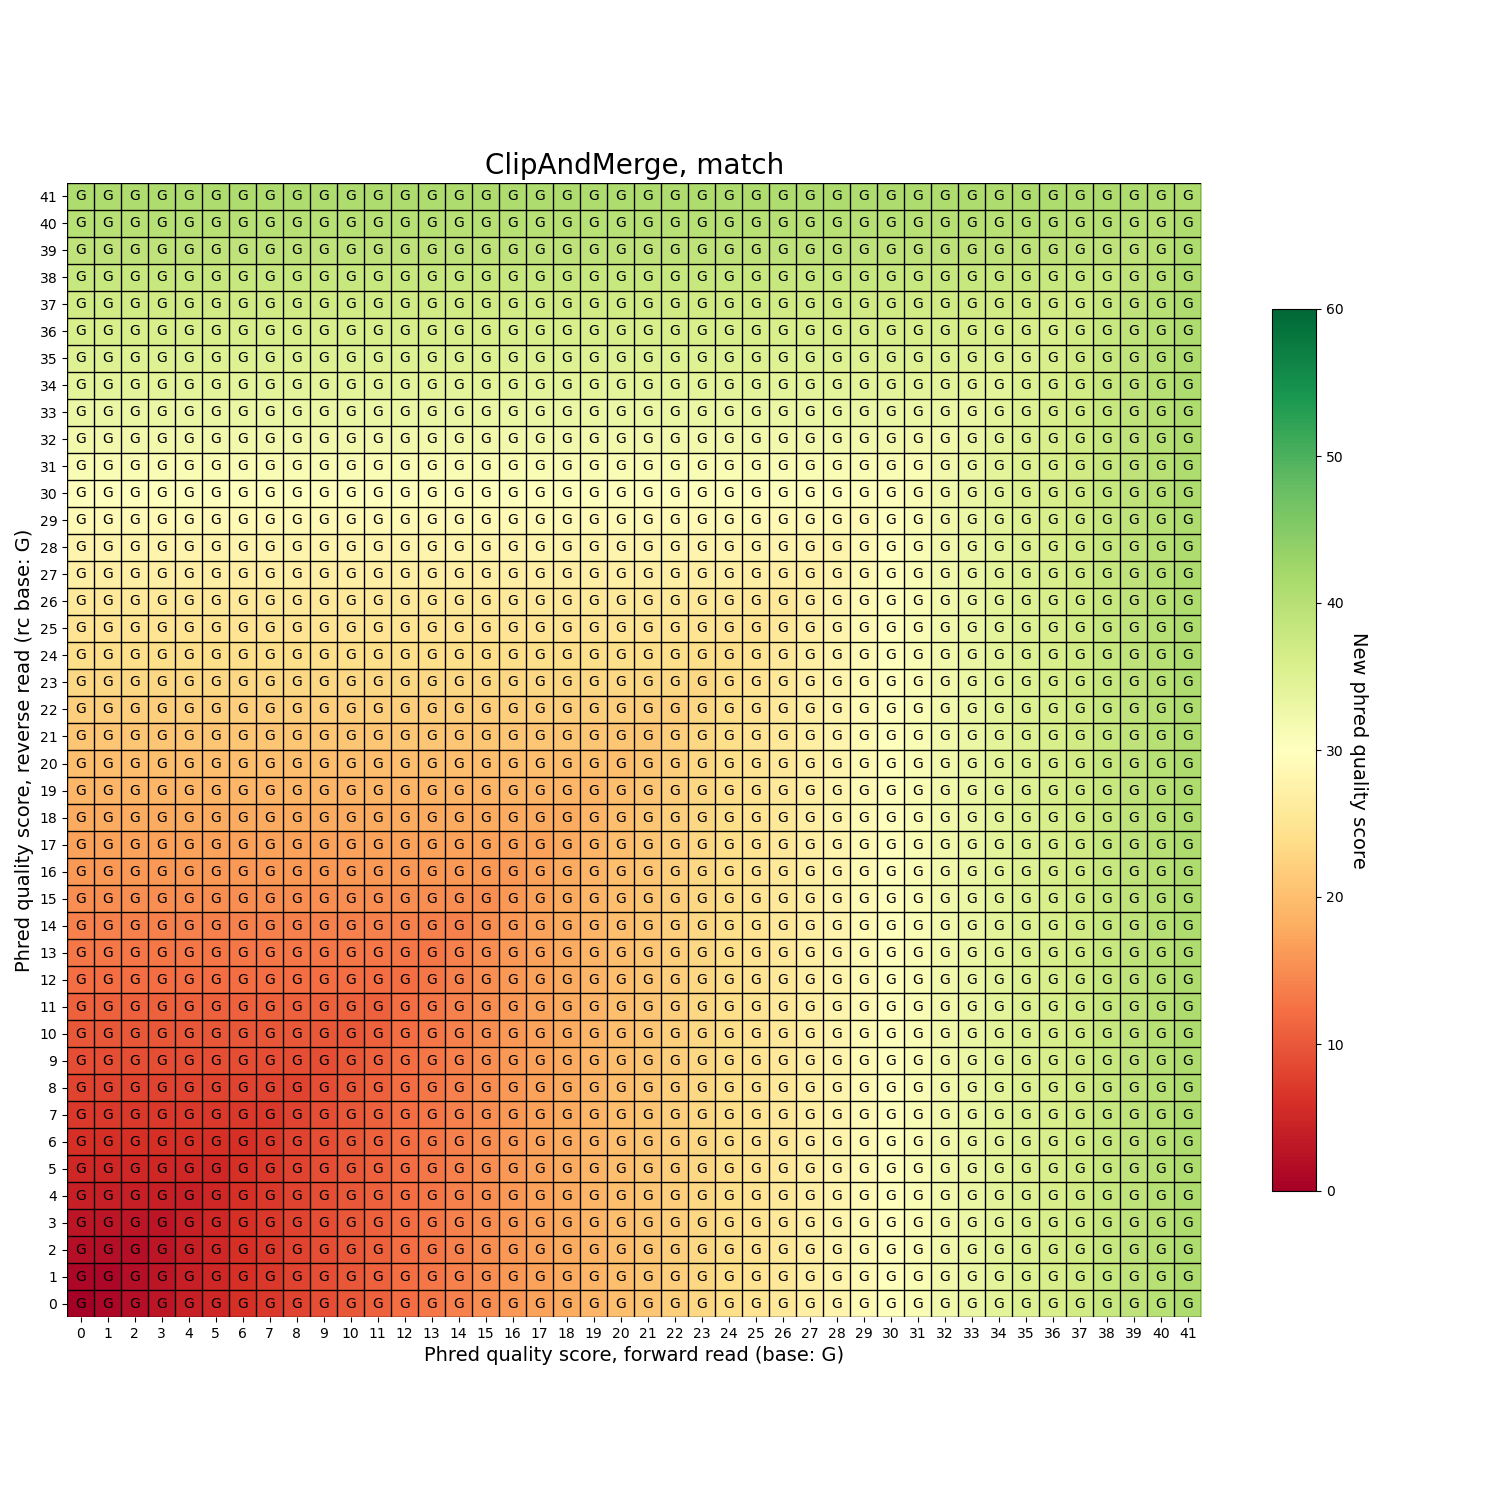 ClipAndMerge, match
41 G G G G G G G G G G G G G G G G G G G G G G G G G G G G G G G G G G G G G G G G G G
40 G G G G G G G G G G G G G G G G G G G G G G G G G G G G G G G G G G G G G G G G G G
39 G G G G G G G G G G G G G G G G G G G G G G G G G G G G G G G G G G G G G G G G G G
38 G G G G G G G G G G G G G G G G G G G G G G G G G G G G G G G G G G G G G G G G G G
37 G G G G G G G G G G G G G G G G G G G G G G G G G G G G G G G G G G G G G G G G G G
36 G G G G G G G G G G G G G G G G G G G G G G G G G G G G G G G G G G G G G G G G G G
35 G G G G G G G G G G G G G G G G G G G G G G G G G G G G G G G G G G G G G G G G G G
34 G G G G G G G G G G G G G G G G G G G G G G G G G G G G G G G G G G G G G G G G G G
33 G G G G G G G G G G G G G G G G G G G G G G G G G G G G G G G G G G G G G G G G G G
32 G G G G G G G G G G G G G G G G G G G G G G G G G G G G G G G G G G G G G G G G G G
31 G G G G G G G G G G G G G G G G G G G G G G G G G G G G G G G G G G G G G G G G G G
30 G G G G G G G G G G G G G G G G G G G G G G G G G G G G G G G G G G G G G G G G G G
29 G G G G G G G G G G G G G G G G G G G G G G G G G G G G G G G G G G G G G G G G G G
28 G G G G G G G G G G G G G G G G G G G G G G G G G G G G G G G G G G G G G G G G G G
27 G G G G G G G G G G G G G G G G G G G G G G G G G G G G G G G G G G G G G G G G G G
26 G G G G G G G G G G G G G G G G G G G G G G G G G G G G G G G G G G G G G G G G G G
25 G G G G G G G G G G G G G G G G G G G G G G G G G G G G G G G G G G G G G G G G G G
24 G G G G G G G G G G G G G G G G G G G G G G G G G G G G G G G G G G G G G G G G G G
23 G G G G G G G G G G G G G G G G G G G G G G G G G G G G G G G G G G G G G G G G G G
22 G G G G G G G G G G G G G G G G G G G G G G G G G G G G G G G G G G G G G G G G G G
21 G G G G G G G G G G G G G G G G G G G G G G G G G G G G G G G G G G G G G G G G G G
20 G G G G G G G G G G G G G G G G G G G G G G G G G G G G G G G G G G G G G G G G G G
19 G G G G G G G G G G G G G G G G G G G G G G G G G G G G G G G G G G G G G G G G G G
18 G G G G G G G G G G G G G G G G G G G G G G G G G G G G G G G G G G G G G G G G G G
17 G G G G G G G G G G G G G G G G G G G G G G G G G G G G G G G G G G G G G G G G G G
16 G G G G G G G G G G G G G G G G G G G G G G G G G G G G G G G G G G G G G G G G G G
15 G G G G G G G G G G G G G G G G G G G G G G G G G G G G G G G G G G G G G G G G G G
14 G G G G G G G G G G G G G G G G G G G G G G G G G G G G G G G G G G G G G G G G G G
13 G G G G G G G G G G G G G G G G G G G G G G G G G G G G G G G G G G G G G G G G G G
12 G G G G G G G G G G G G G G G G G G G G G G G G G G G G G G G G G G G G G G G G G G
11 G G G G G G G G G G G G G G G G G G G G G G G G G G G G G G G G G G G G G G G G G G
10 G G G G G G G G G G G G G G G G G G G G G G G G G G G G G G G G G G G G G G G G G G
9 G G G G G G G G G G G G G G G G G G G G G G G G G G G G G G G G G G G G G G G G G G
8 G G G G G G G G G G G G G G G G G G G G G G G G G G G G G G G G G G G G G G G G G G
7 G G G G G G G G G G G G G G G G G G G G G G G G G G G G G G G G G G G G G G G G G G
6 G G G G G G G G G G G G G G G G G G G G G G G G G G G G G G G G G G G G G G G G G G
5 G G G G G G G G G G G G G G G G G G G G G G G G G G G G G G G G G G G G G G G G G G
4 G G G G G G G G G G G G G G G G G G G G G G G G G G G G G G G G G G G G G G G G G G
3 G G G G G G G G G G G G G G G G G G G G G G G G G G G G G G G G G G G G G G G G G G
2 G G G G G G G G G G G G G G G G G G G G G G G G G G G G G G G G G G G G G G G G G G
1 G G G G G G G G G G G G G G G G G G G G G G G G G G G G G G G G G G G G G G G G G G
0 G G G G G G G G G G G G G G G G G G G G G G G G G G G G G G G G G G G G G G G G G G
0 1 2 3 4 5 6 7 8 9 10 11 12 13 14 15 16 17 18 19 20 21 22 23 24 25 26 27 28 29 30 31 32 33 34 35 36 37 38 39 40 41
Phred quality score, forward read (base: G)
Phred quality score, reverse read (rc base: G)
60
50
40
30
20
10
0
New phred quality score